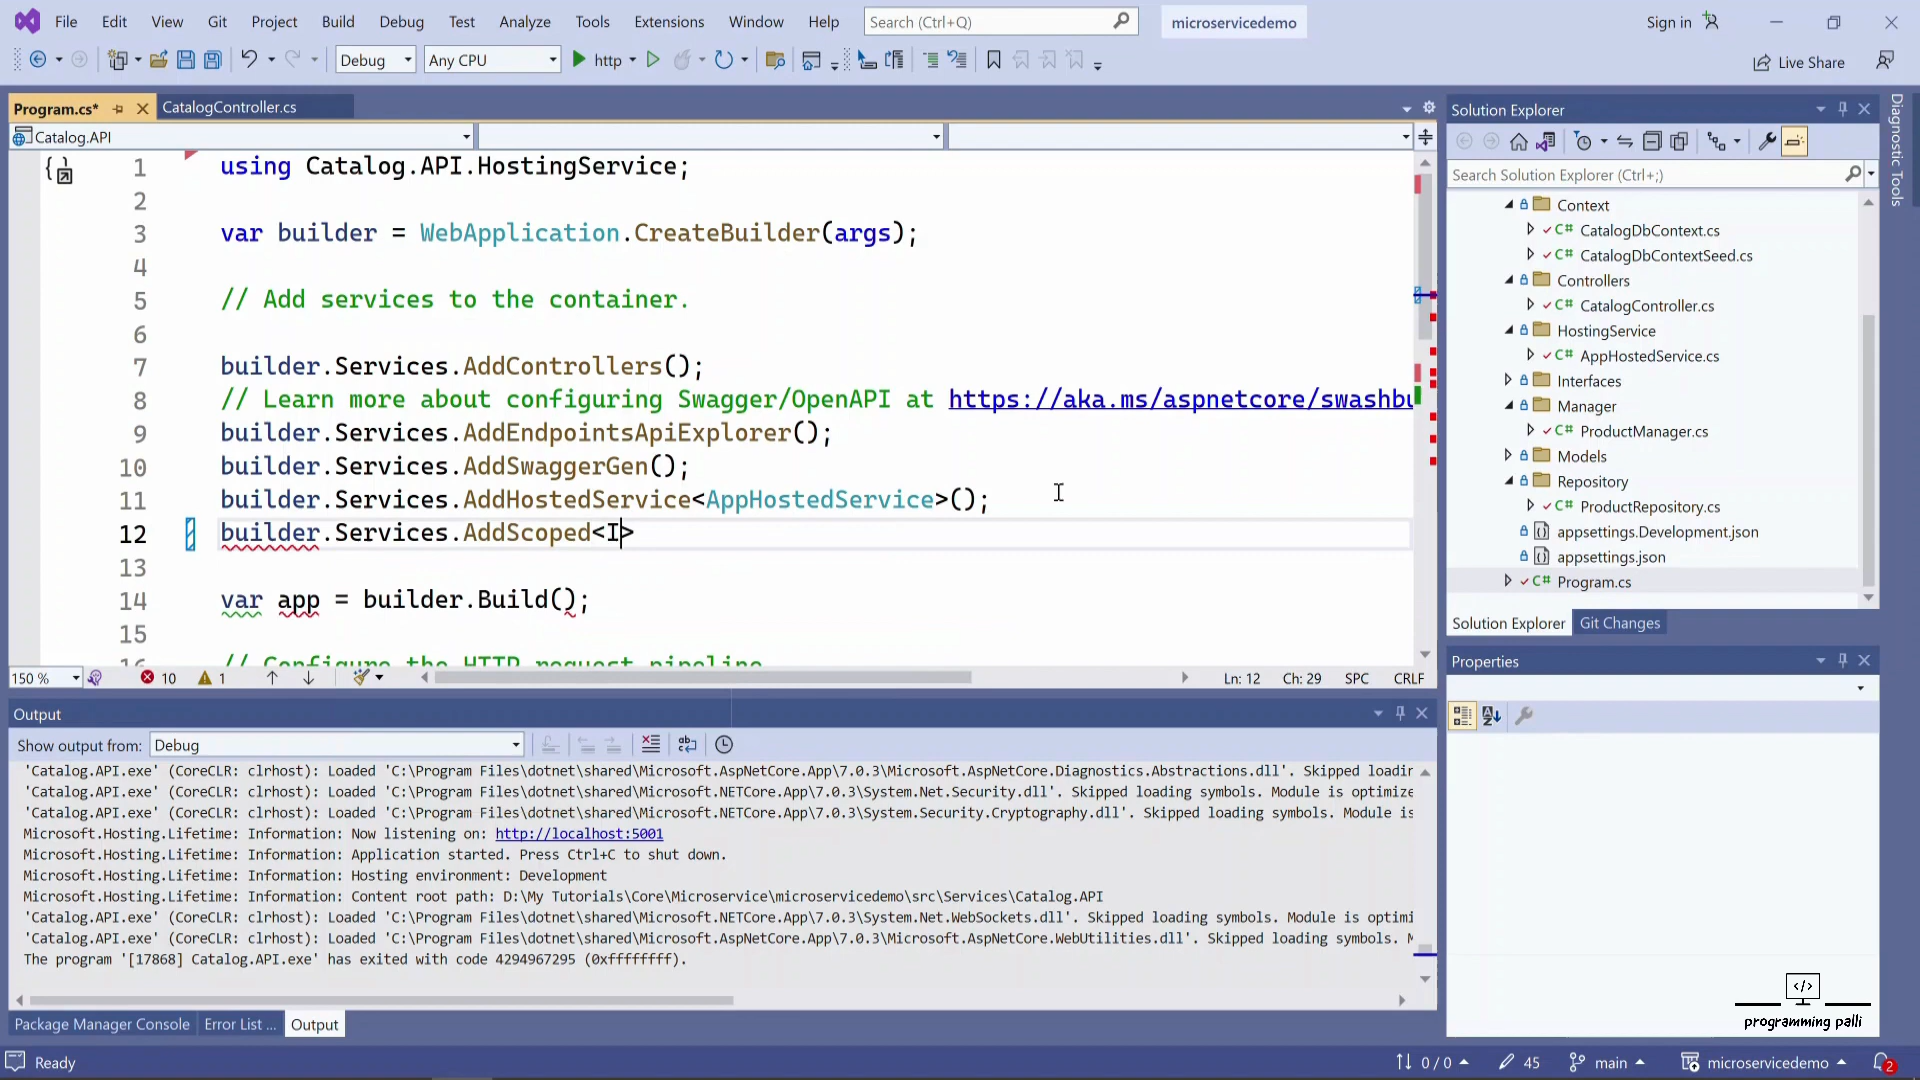 File Edit View Git Project Build Debug Test Analyze Tools Extensions Window Help Search (Ctrl+Q) microservicedemo Sign in
Debug Any CPU http Live Share
Program.cs* CatalogController.cs
Catalog.API
1 using Catalog.API.HostingService;
2
3 var builder = WebApplication.CreateBuilder(args);
4
5 // Add services to the container.
6
7 builder.Services.AddControllers();
8 // Learn more about configuring Swagger/OpenAPI at https://aka.ms/aspnetcore/swashbu
9 builder.Services.AddEndpointsApiExplorer();
10 builder.Services.AddSwaggerGen();
11 builder.Services.AddHostedService<AppHostedService>();
12 builder.Services.AddScoped<I>
13
14 var app = builder.Build();
15
16 // Configure the HTTP request pipeline
150 % 10 1 Ln: 12 Ch: 29 SPC CRLF
Output
Show output from: Debug
'Catalog.API.exe' (CoreCLR: clrhost): Loaded 'C:\Program Files\dotnet\shared\Microsoft.AspNetCore.App\7.0.3\Microsoft.AspNetCore.Diagnostics.Abstractions.dll'. Skipped loadin
'Catalog.API.exe' (CoreCLR: clrhost): Loaded 'C:\Program Files\dotnet\shared\Microsoft.NETCore.App\7.0.3\System.Net.Security.dll'. Skipped loading symbols. Module is optimize
'Catalog.API.exe' (CoreCLR: clrhost): Loaded 'C:\Program Files\dotnet\shared\Microsoft.NETCore.App\7.0.3\System.Security.Cryptography.dll'. Skipped loading symbols. Module is
Microsoft.Hosting.Lifetime: Information: Now listening on: http://localhost:5001
Microsoft.Hosting.Lifetime: Information: Application started. Press Ctrl+C to shut down.
Microsoft.Hosting.Lifetime: Information: Hosting environment: Development
Microsoft.Hosting.Lifetime: Information: Content root path: D:\My Tutorials\Core\Microservice\microservicedemo\src\Services\Catalog.API
'Catalog.API.exe' (CoreCLR: clrhost): Loaded 'C:\Program Files\dotnet\shared\Microsoft.NETCore.App\7.0.3\System.Net.WebSockets.dll'. Skipped loading symbols. Module is optimi
'Catalog.API.exe' (CoreCLR: clrhost): Loaded 'C:\Program Files\dotnet\shared\Microsoft.AspNetCore.App\7.0.3\Microsoft.AspNetCore.WebUtilities.dll'. Skipped loading symbols. M
The program '[17868] Catalog.API.exe' has exited with code 4294967295 (0xffffffff).
Package Manager Console Error List ... Output
Solution Explorer
Search Solution Explorer (Ctrl+;)
Context
C# CatalogDbContext.cs
C# CatalogDbContextSeed.cs
Controllers
C# CatalogController.cs
HostingService
C# AppHostedService.cs
Interfaces
Manager
C# ProductManager.cs
Models
Repository
C# ProductRepository.cs
appsettings.Development.json
appsettings.json
C# Program.cs
Solution Explorer Git Changes
Properties
Diagnostic Tools
programming palli
Ready 0 / 0 45 main microservicedemo 2